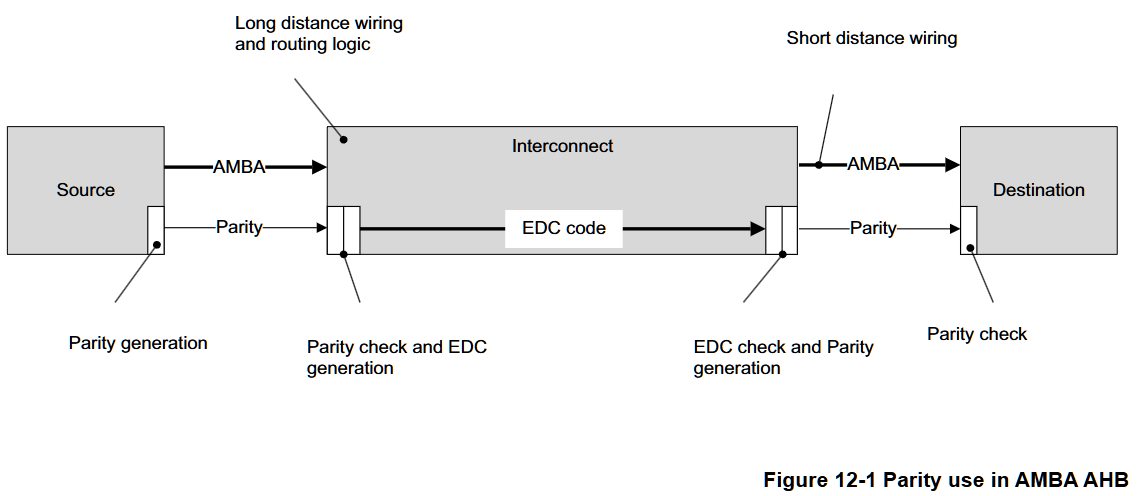 Long distance wiring
and routing logic
Short distance wiring
Interconnect
AMBA
AMBA
Source
Destination
Parity
EDC code
Parity
Parity generation
Parity check and EDC
generation
EDC check and Parity
generation
Parity check
Figure 12-1 Parity use in AMBA AHB